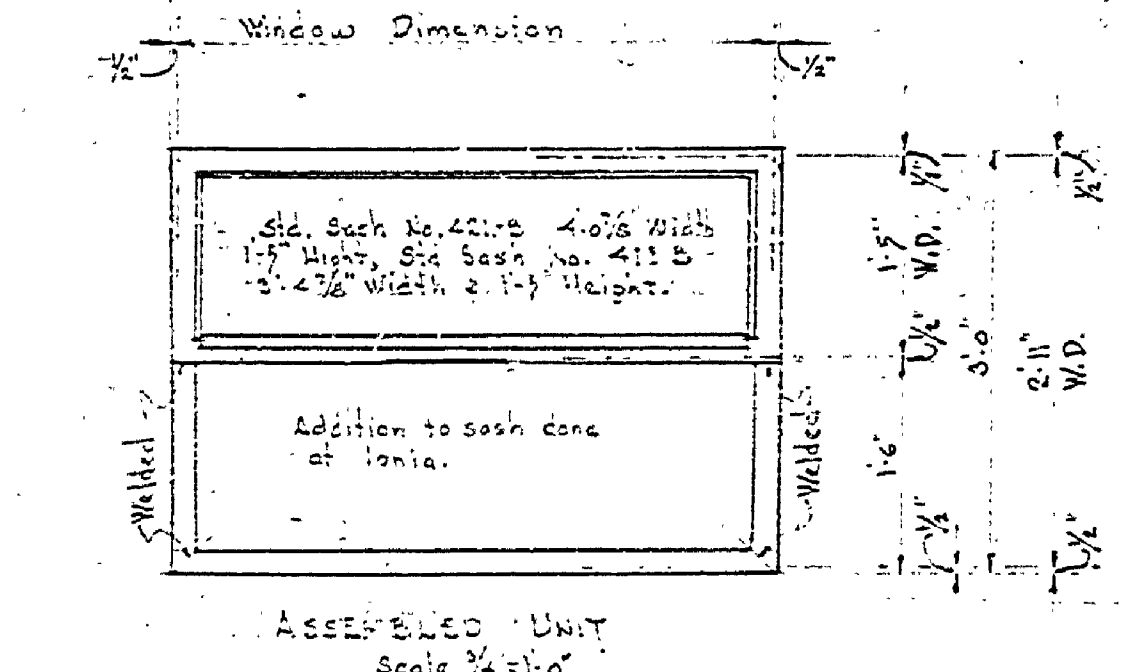 Window Dimension
½"
½"
Std. Sash No. 421-B 4'-0⅞" Width
1'-5" Hight, Std Sash No. 413 B
3'-4⅞" Width & 1'-5" Height.
Addition to sash done
at Ionia.
Welded
Welded
½"
1'-5"
W.D.
½"
1'-6"
½"
3'-0"
½"
2'-11"
W.D.
½"
ASSEMBLED UNIT
Scale ¾"=1'-0"